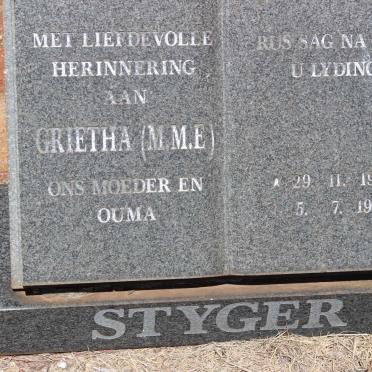 MET LIEFDEVOLLE
HERINNERING
AAN
GRIETHA (M.M.E)
ONS MOEDER EN
OUMA
RUS SAG NA
U LYDING
29. 11. 19
5. 7. 19
STYGER